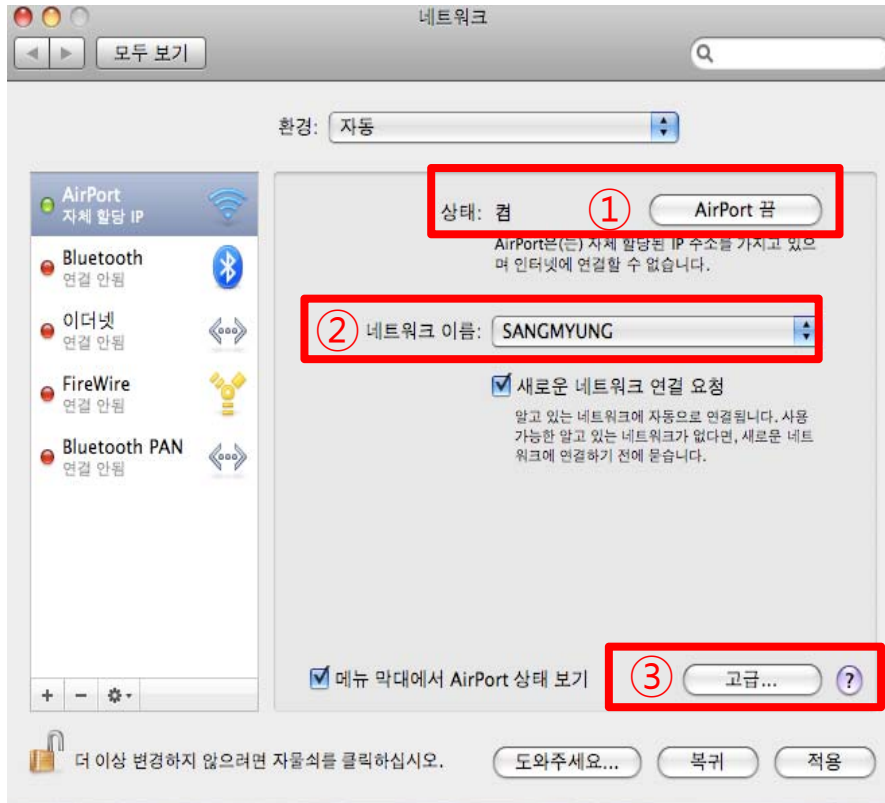 네트워크
모두 보기
환경: 자동
AirPort
자체 할당 IP
Bluetooth
연결 안됨
이더넷
연결 안됨
FireWire
연결 안됨
Bluetooth PAN
연결 안됨
상태: 켬 ① AirPort 끔
AirPort은(는) 자체 할당된 IP 주소를 가지고 있으
며 인터넷에 연결할 수 없습니다.
② 네트워크 이름: SANGMYUNG
새로운 네트워크 연결 요청
알고 있는 네트워크에 자동으로 연결됩니다. 사용
가능한 알고 있는 네트워크가 없다면, 새로운 네트
워크에 연결하기 전에 묻습니다.
메뉴 막대에서 AirPort 상태 보기 ③ 고급... ?
더 이상 변경하지 않으려면 자물쇠를 클릭하십시오. 도와주세요... 복귀 적용